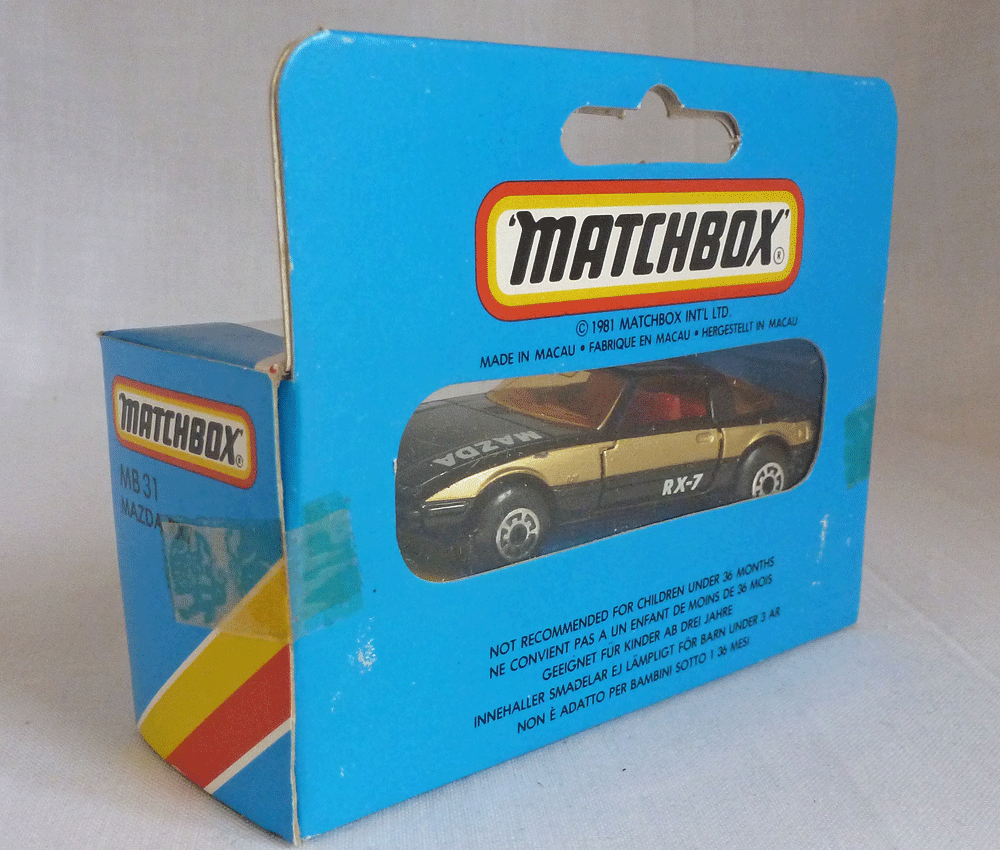 'MATCHBOX'®
© 1981 MATCHBOX INT'L LTD.
MADE IN MACAU • FABRIQUE EN MACAU • HERGESTELLT IN MACAU
MAZDA
RX-7
NOT RECOMMENDED FOR CHILDREN UNDER 36 MONTHS
NE CONVIENT PAS A UN ENFANT DE MOINS DE 36 MOIS
GEEIGNET FÜR KINDER AB DREI JAHRE
INNEHALLER SMADELAR EJ LÄMPLIGT FÖR BARN UNDER 3 AR
NON È ADATTO PER BAMBINI SOTTO I 36 MESI
'MATCHBOX'®
MB 31
MAZDA